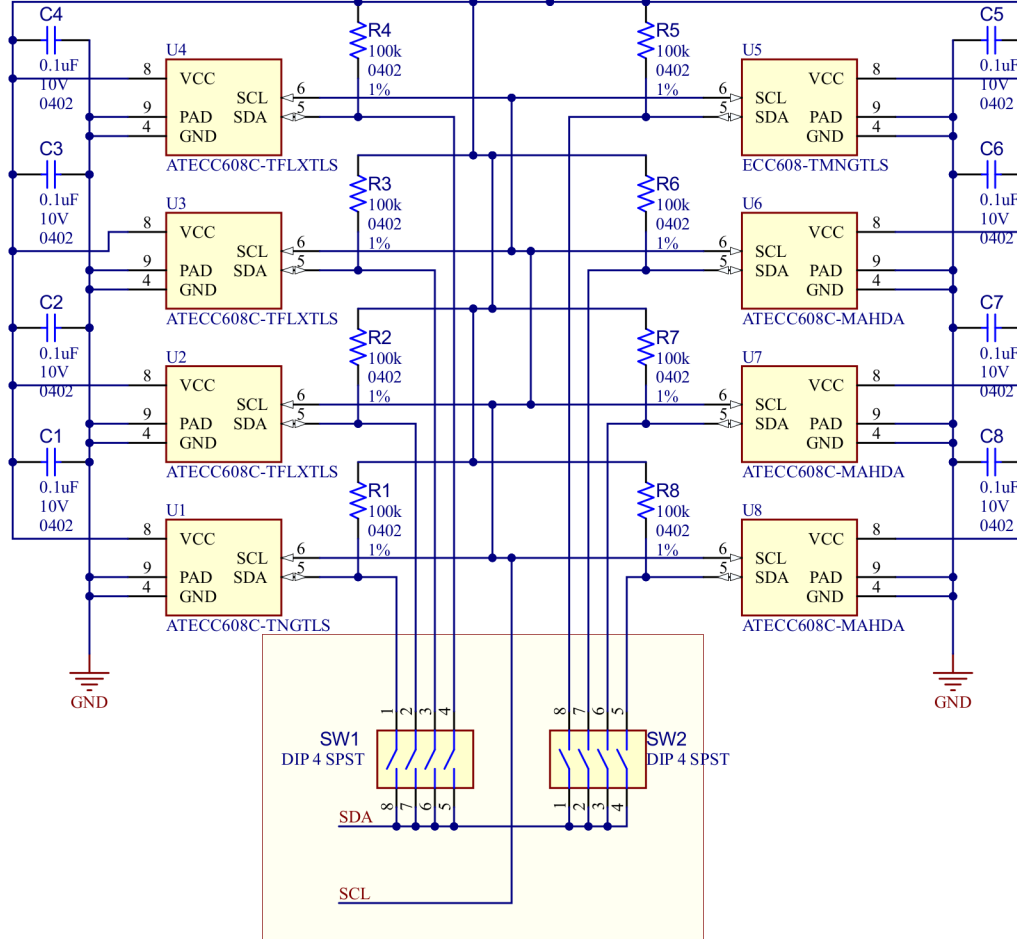 C4
0.1uF
10V
0402
C3
0.1uF
10V
0402
C2
0.1uF
10V
0402
C1
0.1uF
10V
0402
GND
U4
8 VCC
SCL 6
9 PAD SDA 5
4 GND
ATECC608C-TFLXTLS
U3
8 VCC
SCL 6
9 PAD SDA 5
4 GND
ATECC608C-TFLXTLS
U2
8 VCC
SCL 6
9 PAD SDA 5
4 GND
ATECC608C-TFLXTLS
U1
8 VCC
SCL 6
9 PAD SDA 5
4 GND
ATECC608C-TNGTLS
R4
100k
0402
1%
R3
100k
0402
1%
R2
100k
0402
1%
R1
100k
0402
1%
R5
100k
0402
1%
R6
100k
0402
1%
R7
100k
0402
1%
R8
100k
0402
1%
U5
VCC 8
6 SCL
5 SDA PAD 9
GND 4
ECC608-TMNGTLS
U6
VCC 8
6 SCL
5 SDA PAD 9
GND 4
ATECC608C-MAHDA
U7
VCC 8
6 SCL
5 SDA PAD 9
GND 4
ATECC608C-MAHDA
U8
VCC 8
6 SCL
5 SDA PAD 9
GND 4
ATECC608C-MAHDA
C5
0.1uF
10V
0402
C6
0.1uF
10V
0402
C7
0.1uF
10V
0402
C8
0.1uF
10V
0402
GND
1 2 3 4
SW1
DIP 4 SPST
8 7 6 5
8 7 6 5
SW2
DIP 4 SPST
1 2 3 4
SDA
SCL